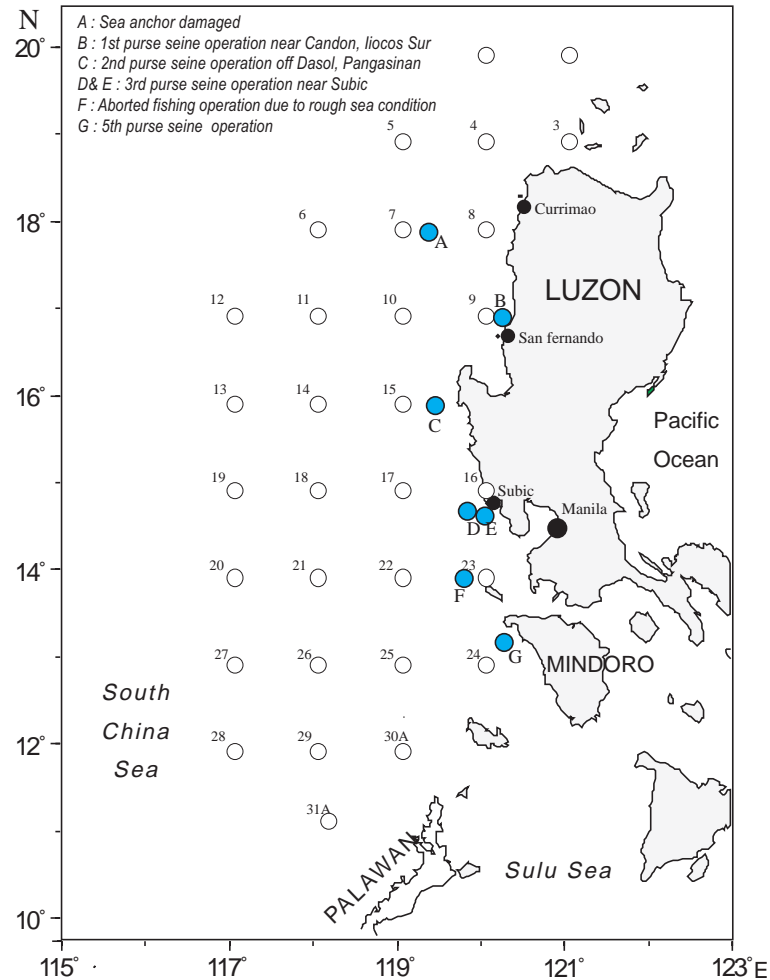 N
A : Sea anchor damaged
B : 1st purse seine operation near Candon, Iiocos Sur
C : 2nd purse seine operation off Dasol, Pangasinan
D& E : 3rd purse seine operation near Subic
F : Aborted fishing operation due to rough sea condition
G : 5th purse seine operation
20°
5
4
3
18°
6
7
A
8
Currimao
LUZON
12
11
10
9
B
San fernando
16°
13
14
15
C
Pacific
Ocean
19
18
17
16
Subic
Manila
D E
14°
20
21
22
23
F
27
26
25
24
G
MINDORO
South
China
Sea
12°
28
29
30A
31A
PALAWAN
Sulu Sea
10°
115°
117°
119°
121°
123° E